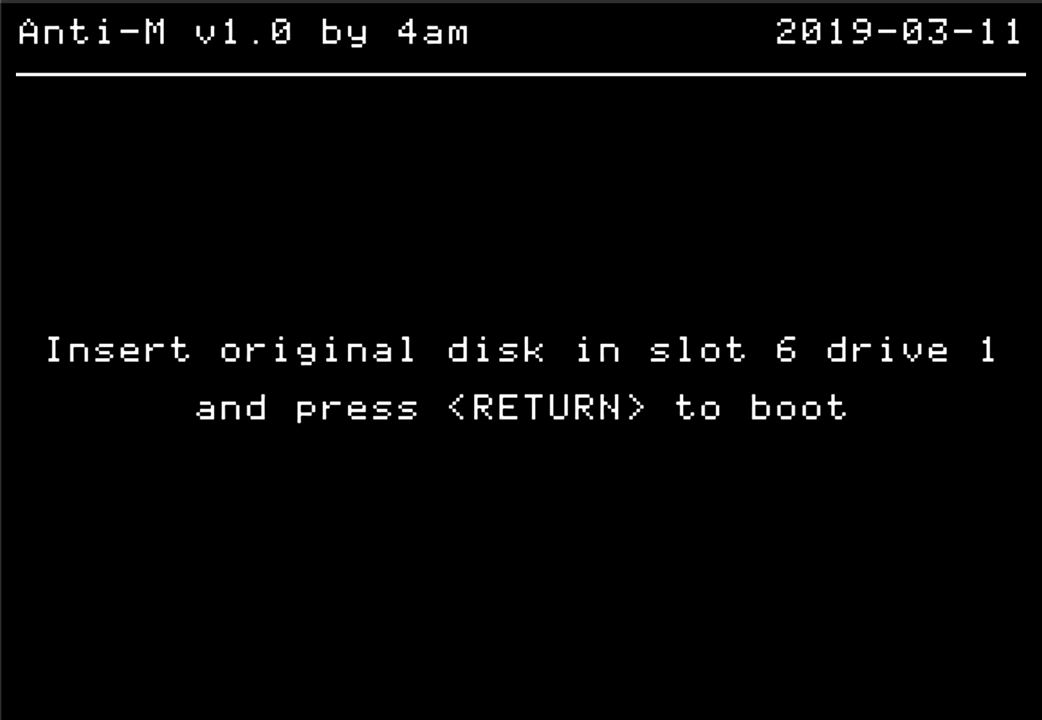 Anti-M v1.0 by 4am 2019-03-11
Insert original disk in slot 6 drive 1
and press <RETURN> to boot